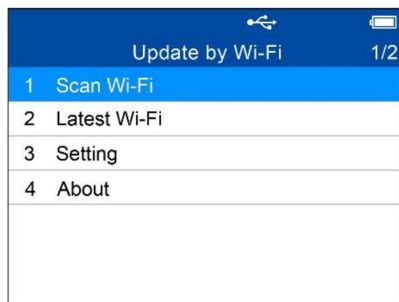 Update by Wi-Fi 1/2
1 Scan Wi-Fi
2 Latest Wi-Fi
3 Setting
4 About